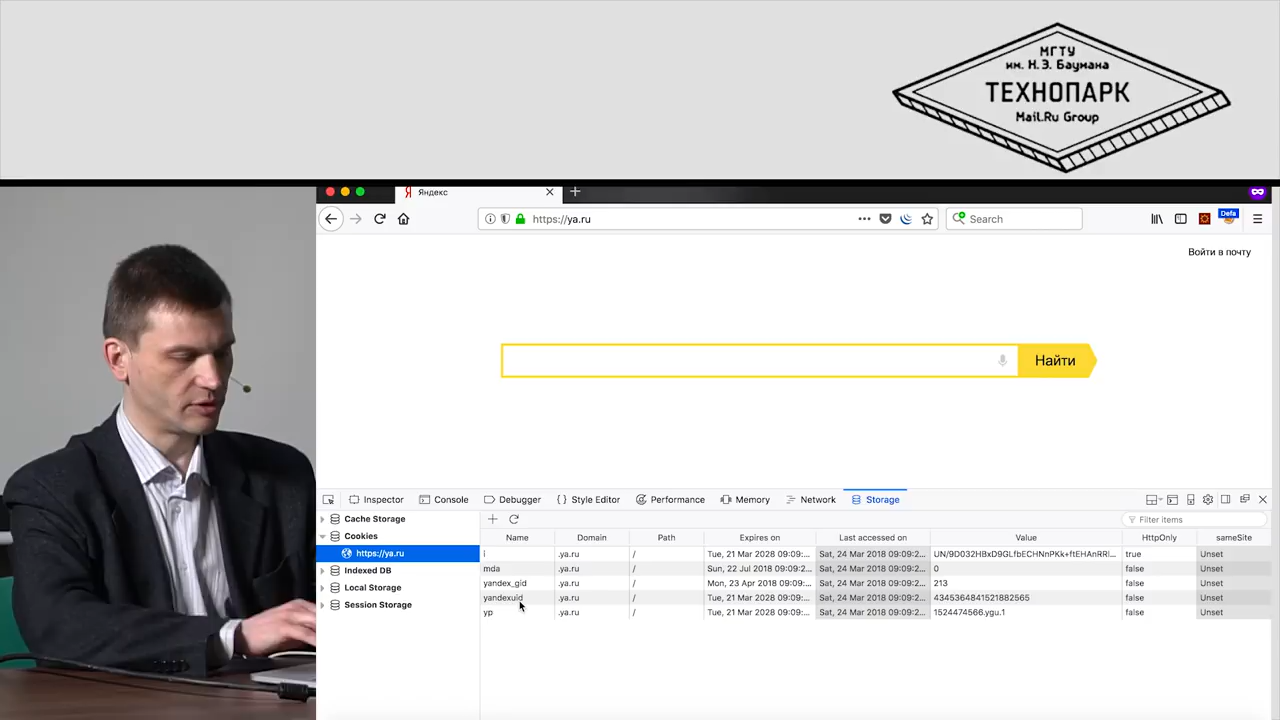 МГТУ
им. Н.Э. Баумана
ТЕХНОПАРК
Mail.Ru Group
Яндекс
https://ya.ru
Search
Defa
Войти в почту
Найти
Inspector Console Debugger Style Editor Performance Memory Network Storage
Cache Storage
Cookies
https://ya.ru
Indexed DB
Local Storage
Session Storage
Filter items
Name Domain Path Expires on Last accessed on Value HttpOnly sameSite
i .ya.ru / Tue, 21 Mar 2028 09:09:... Sat, 24 Mar 2018 09:09:2... true Unset
mda .ya.ru / Sun, 22 Jul 2018 09:09:... Sat, 24 Mar 2018 09:09:2... 0 false Unset
yandex_gid .ya.ru / Mon, 23 Apr 2018 09:09:... Sat, 24 Mar 2018 09:09:2... 213 false Unset
yandexuid .ya.ru / Tue, 21 Mar 2028 09:09:... Sat, 24 Mar 2018 09:09:2... 4345364841521882565 false Unset
yp .ya.ru / Tue, 21 Mar 2028 09:09:... Sat, 24 Mar 2018 09:09:2... 1524474566.ygu.1 false Unset